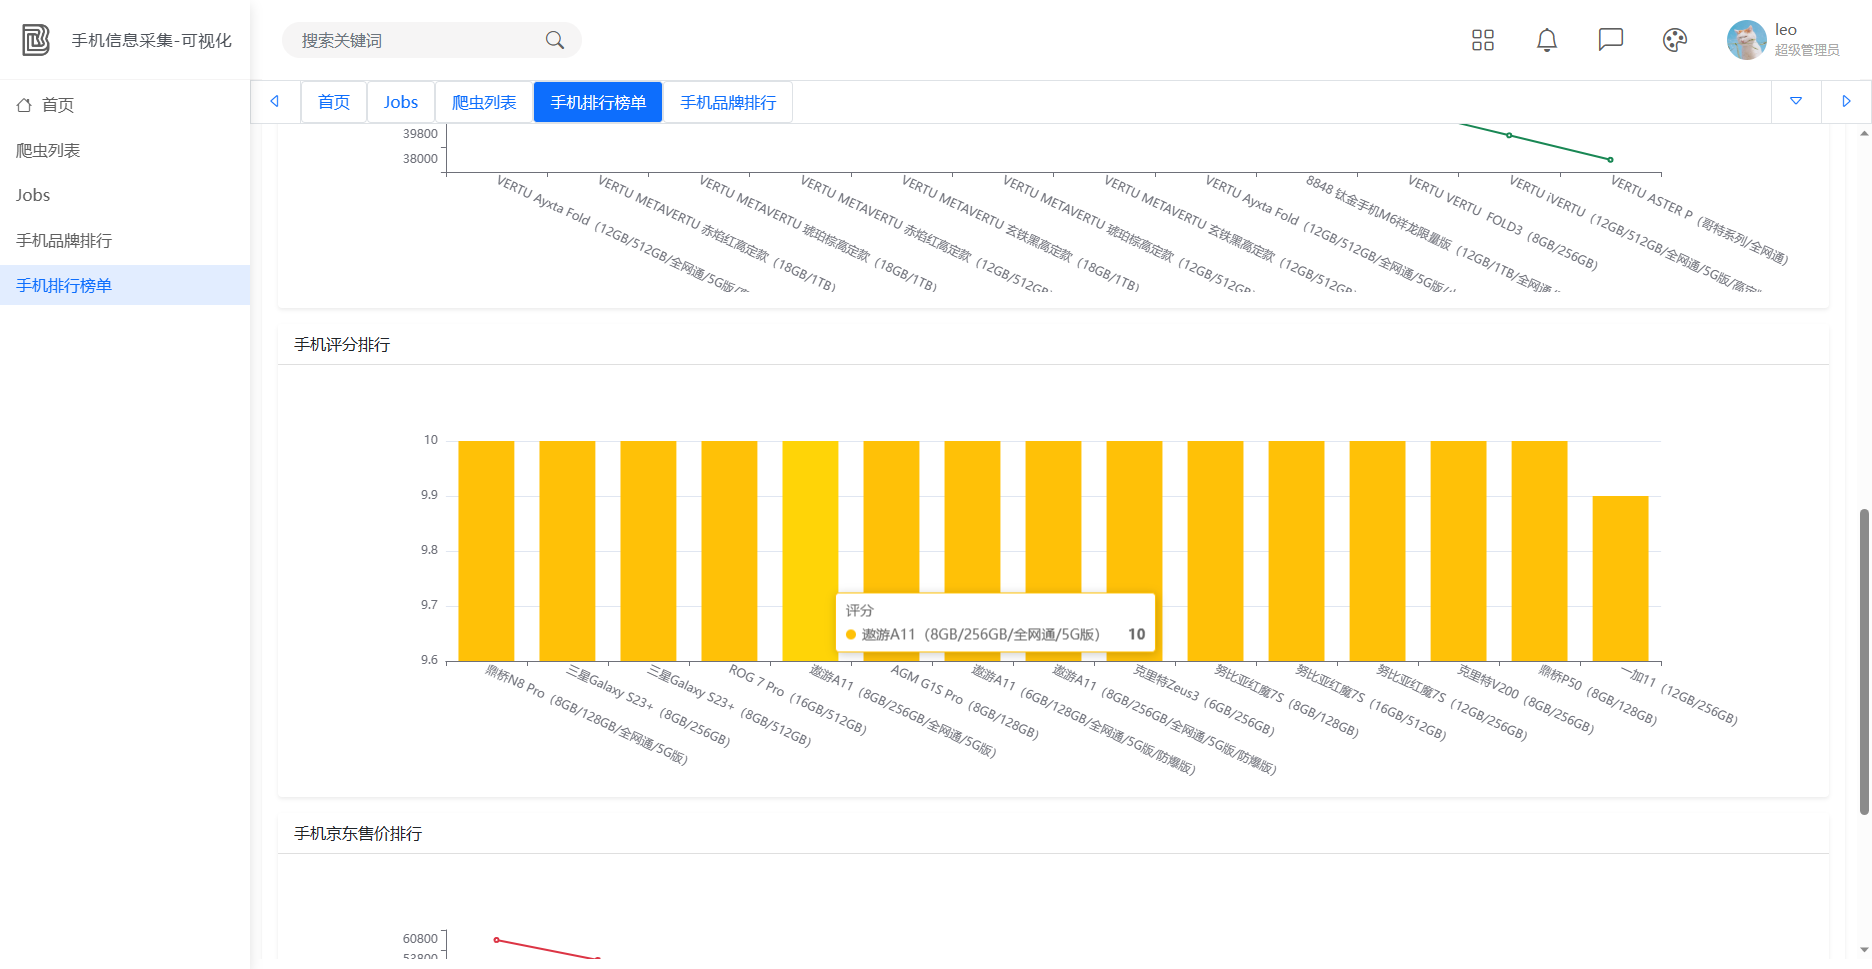 手机信息采集-可视化
搜索关键词
leo
超级管理员
首页
爬虫列表
Jobs
手机品牌排行
手机排行榜单
首页
Jobs
爬虫列表
手机排行榜单
手机品牌排行
39800
38000
VERTU Ayxta Fold（12GB/512GB/全网通/5G版/
VERTU METAVERTU 赤焰红高定款（18GB/1TB）
VERTU METAVERTU 琥珀棕高定款（18GB/1TB）
VERTU METAVERTU 赤焰红高定款（12GB/512GB/
VERTU METAVERTU 玄铁黑高定款（18GB/1TB）
VERTU METAVERTU 琥珀棕高定款（12GB/512GB/
VERTU METAVERTU 玄铁黑高定款（12GB/512GB/
VERTU Ayxta Fold（12GB/512GB/全网通/5G版/
8848 钛金手机M6祥龙限量版（12GB/1TB/全网通/
VERTU VERTU FOLD3（8GB/256GB）
VERTU iVERTU（12GB/512GB/全网通/5G版/高定
VERTU ASTER P（哥特系列/全网通）
手机评分排行
10
9.9
9.8
9.7
9.6
评分
遨游A11（8GB/256GB/全网通/5G版） 10
鼎桥N8 Pro（8GB/128GB/全网通/5G版）
三星Galaxy S23+（8GB/256GB）
三星Galaxy S23+（8GB/512GB）
ROG 7 Pro（16GB/512GB）
遨游A11（8GB/256GB/全网通/5G版）
AGM G1S Pro（8GB/128GB）
遨游A11（6GB/128GB/全网通/5G版/防爆版）
遨游A11（8GB/256GB/全网通/5G版/防爆版）
克里特Zeus3（6GB/256GB）
努比亚红魔7S（8GB/128GB）
努比亚红魔7S（16GB/512GB）
努比亚红魔7S（12GB/256GB）
克里特V200（8GB/256GB）
鼎桥P50（8GB/128GB）
一加11（12GB/256GB）
手机京东售价排行
60800
53800